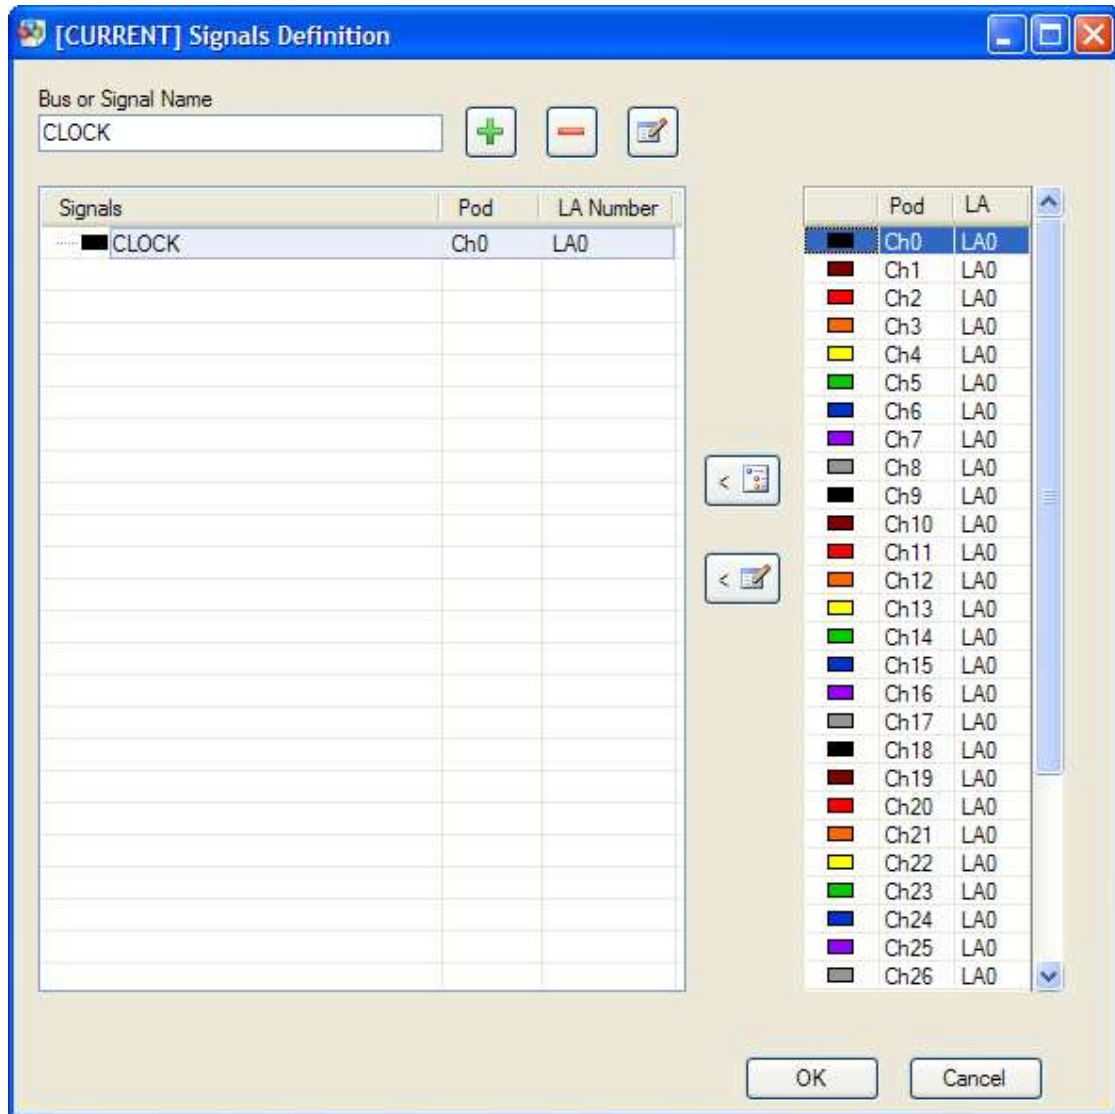 [CURRENT] Signals Definition
Bus or Signal Name
CLOCK
Signals Pod LA Number
CLOCK Ch0 LA0
Pod LA
Ch0 LA0
Ch1 LA0
Ch2 LA0
Ch3 LA0
Ch4 LA0
Ch5 LA0
Ch6 LA0
Ch7 LA0
Ch8 LA0
Ch9 LA0
Ch10 LA0
Ch11 LA0
Ch12 LA0
Ch13 LA0
Ch14 LA0
Ch15 LA0
Ch16 LA0
Ch17 LA0
Ch18 LA0
Ch19 LA0
Ch20 LA0
Ch21 LA0
Ch22 LA0
Ch23 LA0
Ch24 LA0
Ch25 LA0
Ch26 LA0
<
<
OK Cancel